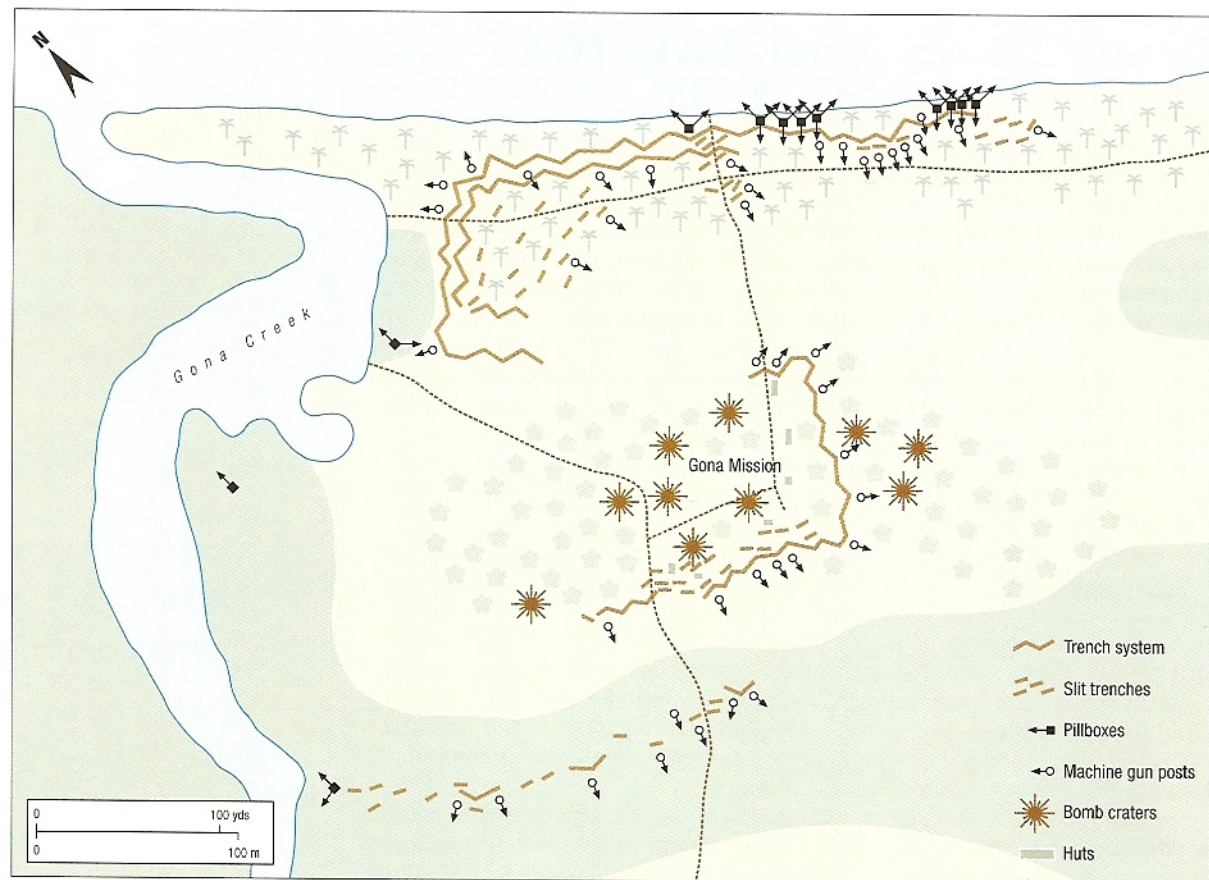 N
Gona Creek
Gona Mission
Trench system
Slit trenches
Pillboxes
Machine gun posts
Bomb craters
Huts
0 100 yds
0 100 m